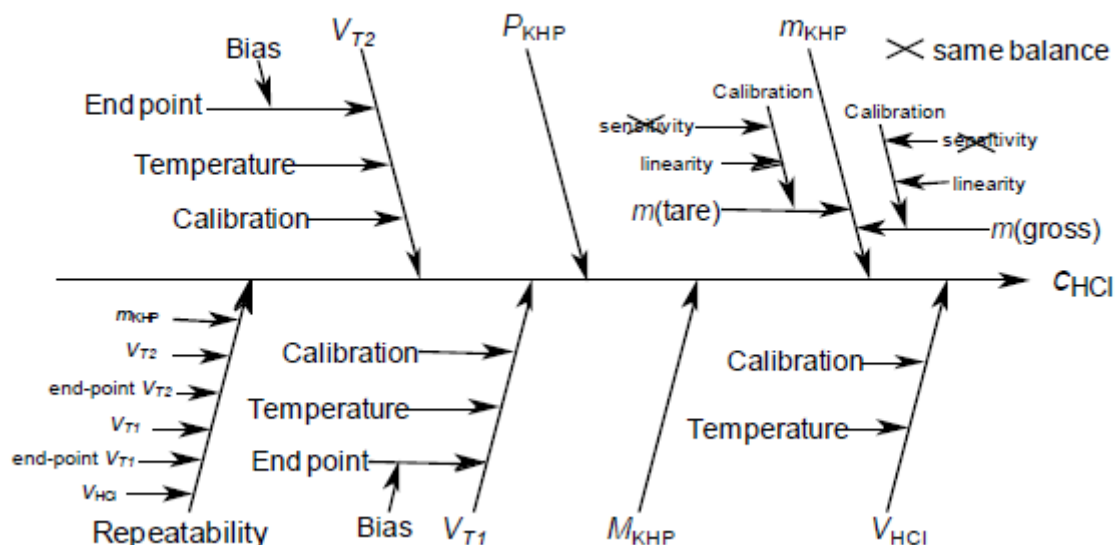 V_T2
P_KHP
m_KHP
same balance
Bias
End point
Temperature
Calibration
Calibration
sensitivity
linearity
m(tare)
Calibration
sensitivity
linearity
m(gross)
c_HCl
m_KHP
V_T2
end-point V_T2
V_T1
end-point V_T1
V_HCl
Repeatability
Calibration
Temperature
End point
Bias
V_T1
M_KHP
Calibration
Temperature
V_HCl